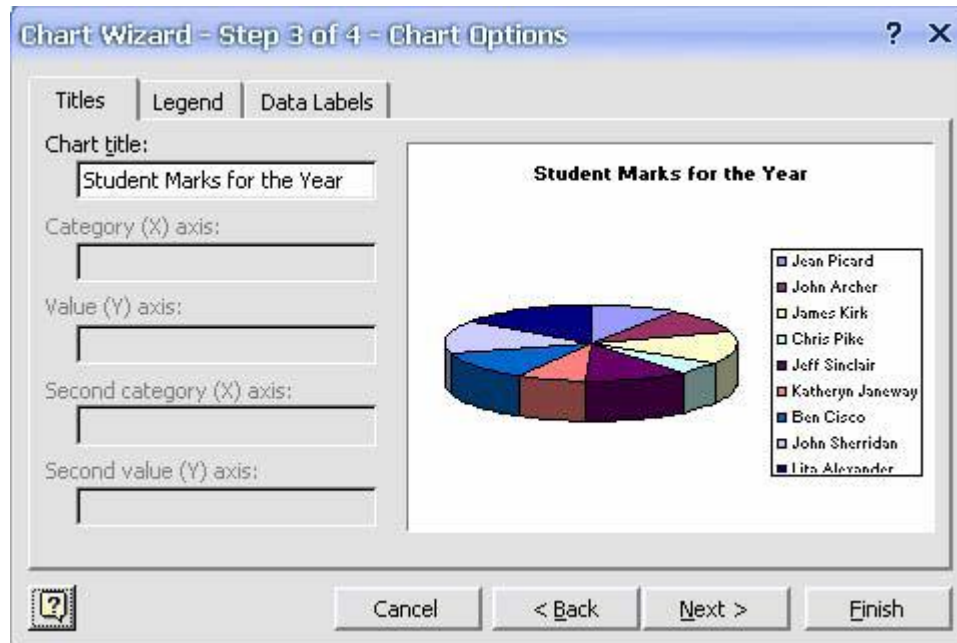 Chart Wizard - Step 3 of 4 - Chart Options
? X
Titles Legend Data Labels
Chart title:
Student Marks for the Year
Category (X) axis:
Value (Y) axis:
Second category (X) axis:
Second value (Y) axis:
Student Marks for the Year
Jean Picard
John Archer
James Kirk
Chris Pike
Jeff Sinclair
Katheryn Janeway
Ben Cisco
John Sherridan
Lita Alexander
?
Cancel < Back Next > Finish